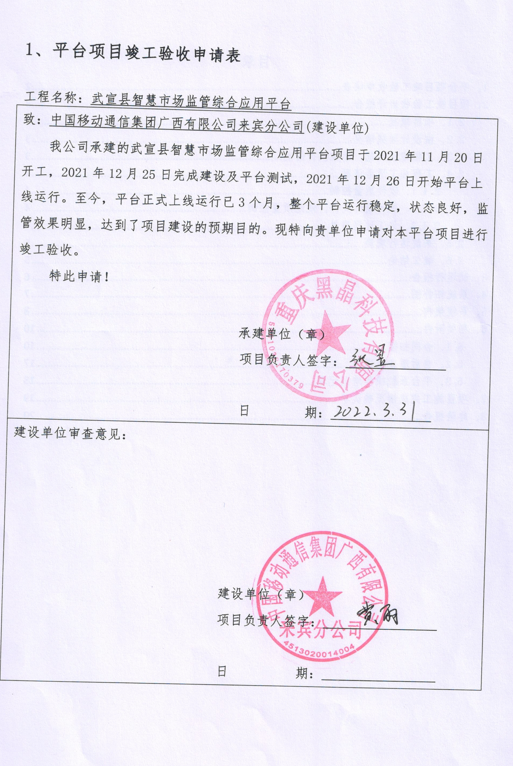 1、平台项目竣工验收申请表
工程名称：武宣县智慧市场监管综合应用平台
致：中国移动通信集团广西有限公司来宾分公司(建设单位)
我公司承建的武宣县智慧市场监管综合应用平台项目于 2021 年 11 月 20 日
开工，2021 年 12 月 25 日完成建设及平台测试，2021 年 12 月 26 日开始平台上
线运行。至今，平台正式上线运行已 3 个月，整个平台运行稳定，状态良好，监
管效果明显，达到了项目建设的预期目的。现特向贵单位申请对本平台项目进行
竣工验收。
特此申请！
重庆黑晶科技有限公司
承建单位（章）
项目负责人签字：
日 期：2022.3.31
建设单位审查意见：
中国移动通信集团广西有限公司
建设单位（章）
项目负责人签字：
来宾分公司
4513020014004
日 期：